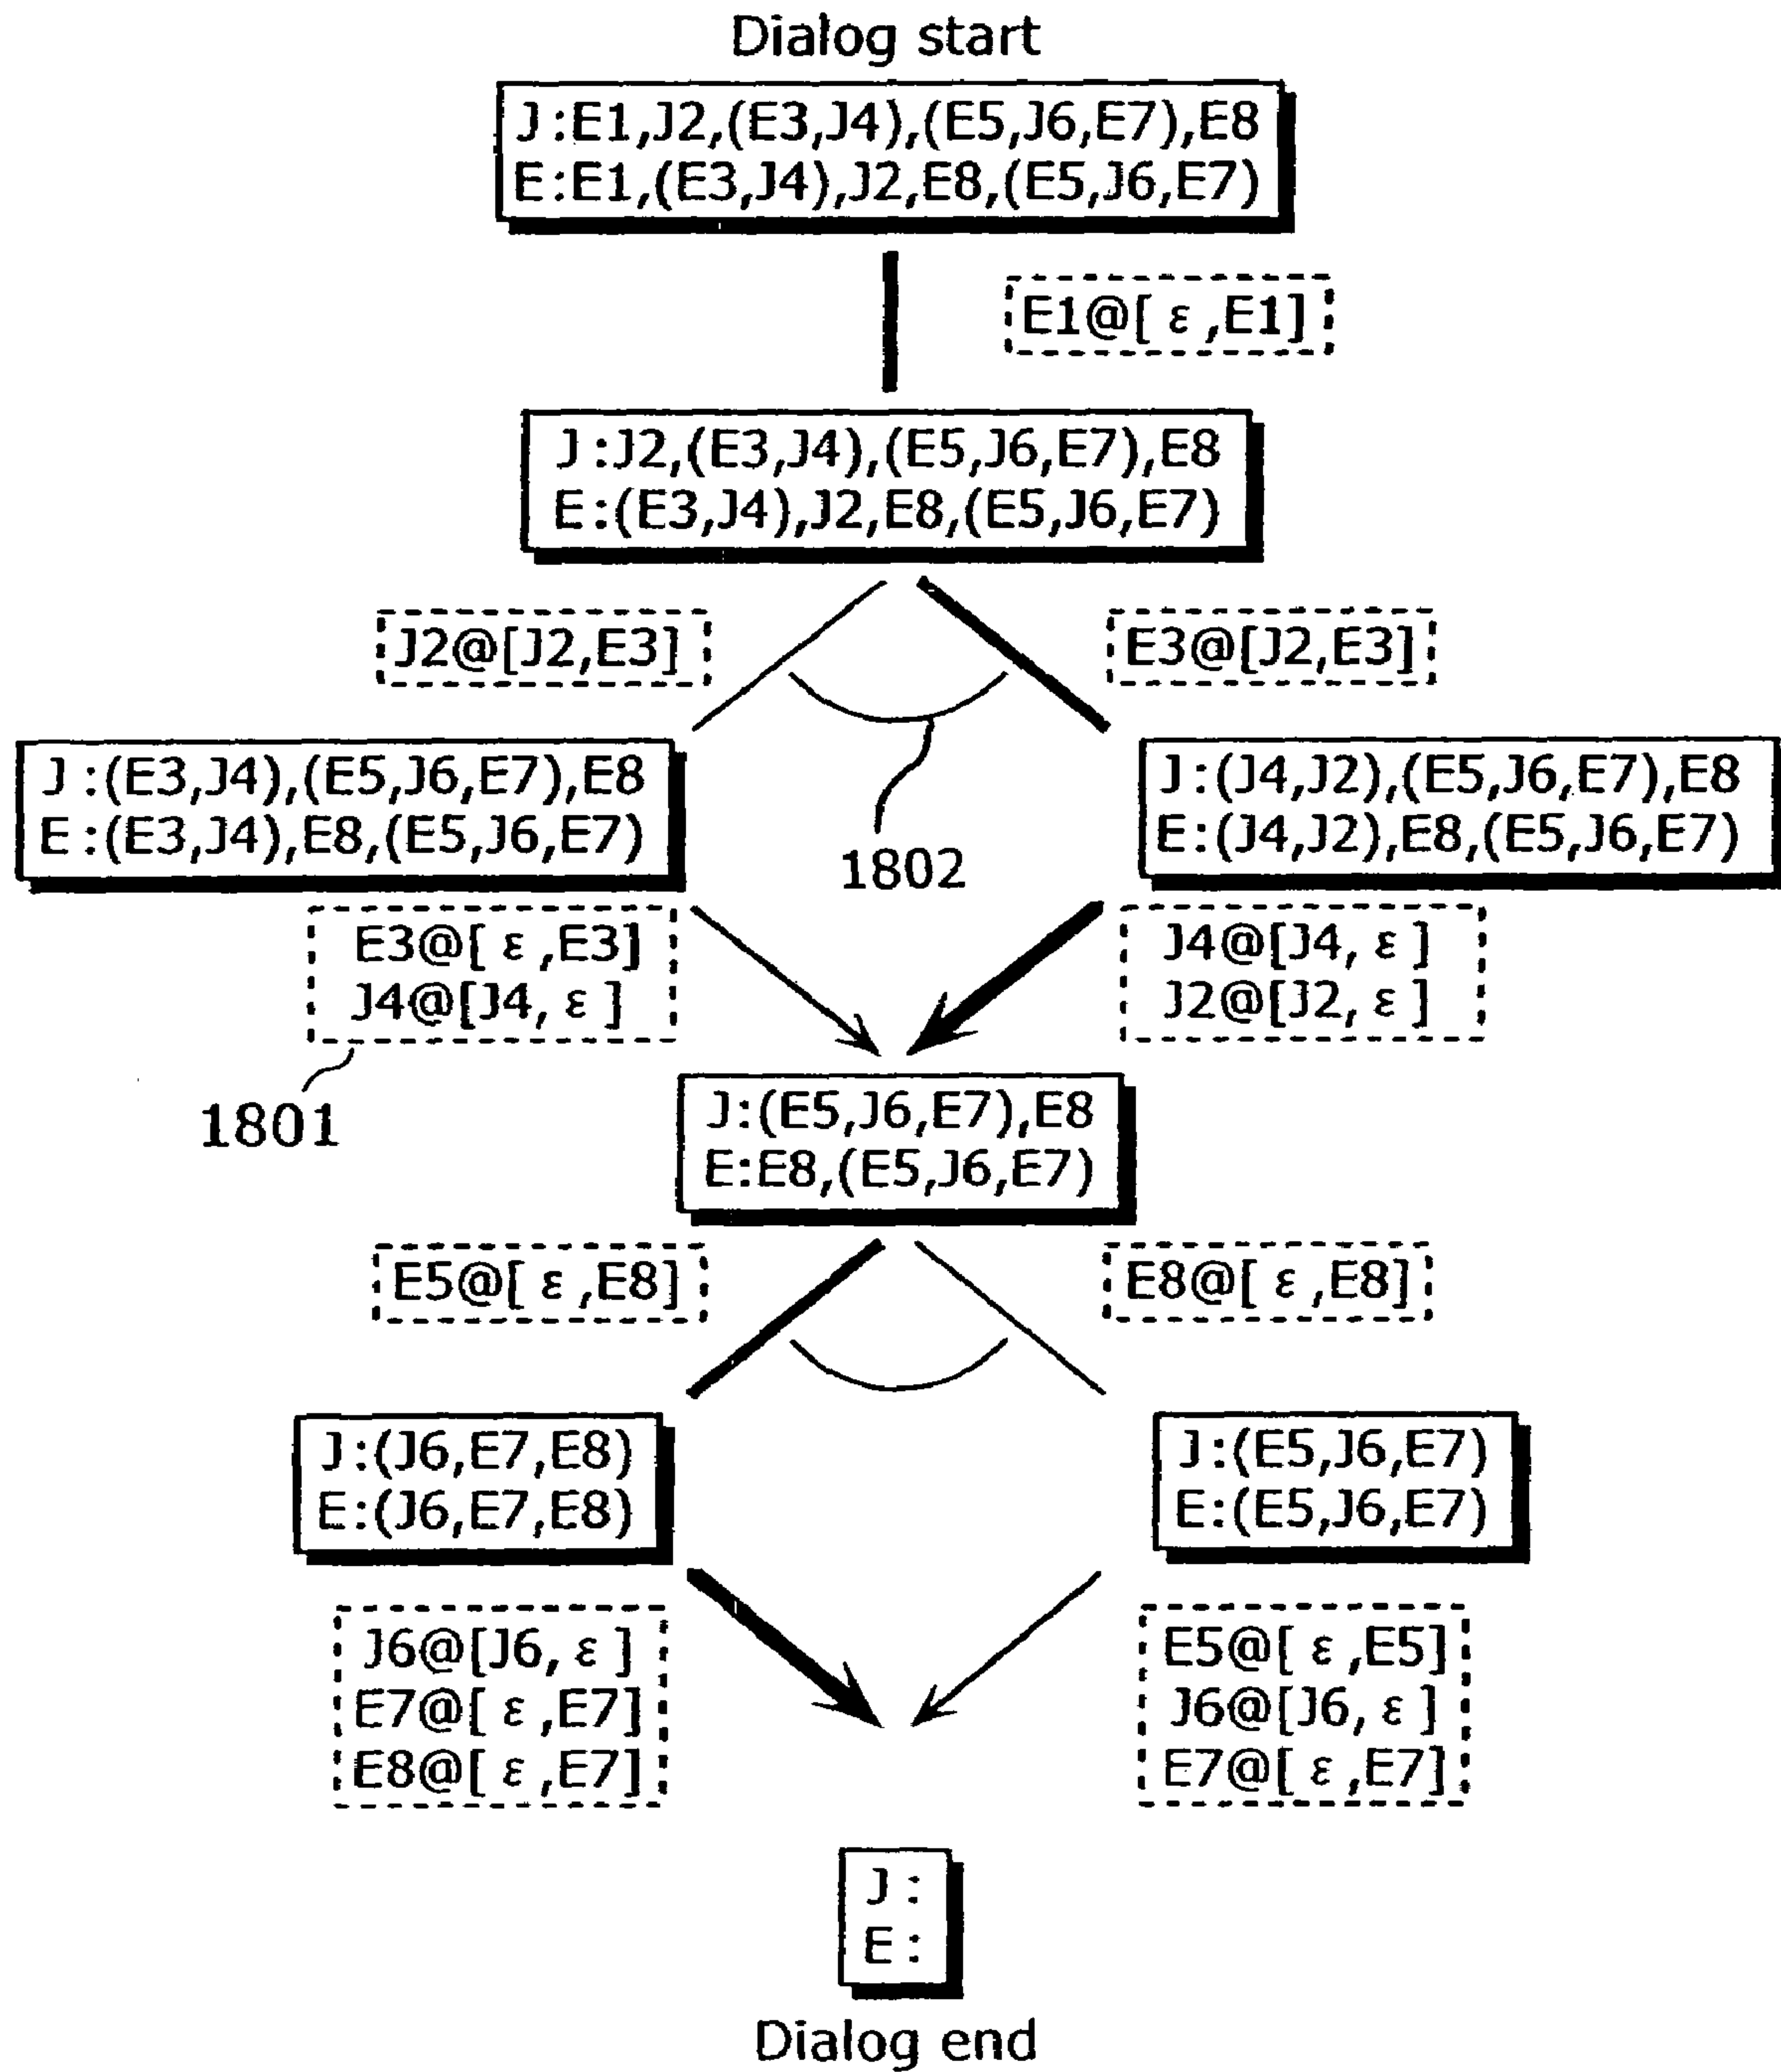 Dialog start
J:E1,J2,(E3,J4),(E5,J6,E7),E8
E:E1,(E3,J4),J2,E8,(E5,J6,E7)
E1@[ε,E1]
J:J2,(E3,J4),(E5,J6,E7),E8
E:(E3,J4),J2,E8,(E5,J6,E7)
J2@[J2,E3]
E3@[J2,E3]
J:(E3,J4),(E5,J6,E7),E8
E:(E3,J4),E8,(E5,J6,E7)
1802
J:(J4,J2),(E5,J6,E7),E8
E:(J4,J2),E8,(E5,J6,E7)
E3@[ε,E3]
J4@[J4,ε]
1801
J4@[J4,ε]
J2@[J2,ε]
J:(E5,J6,E7),E8
E:E8,(E5,J6,E7)
E5@[ε,E8]
E8@[ε,E8]
J:(J6,E7,E8)
E:(J6,E7,E8)
J:(E5,J6,E7)
E:(E5,J6,E7)
J6@[J6,ε]
E7@[ε,E7]
E8@[ε,E7]
E5@[ε,E5]
J6@[J6,ε]
E7@[ε,E7]
J:
E:
Dialog end